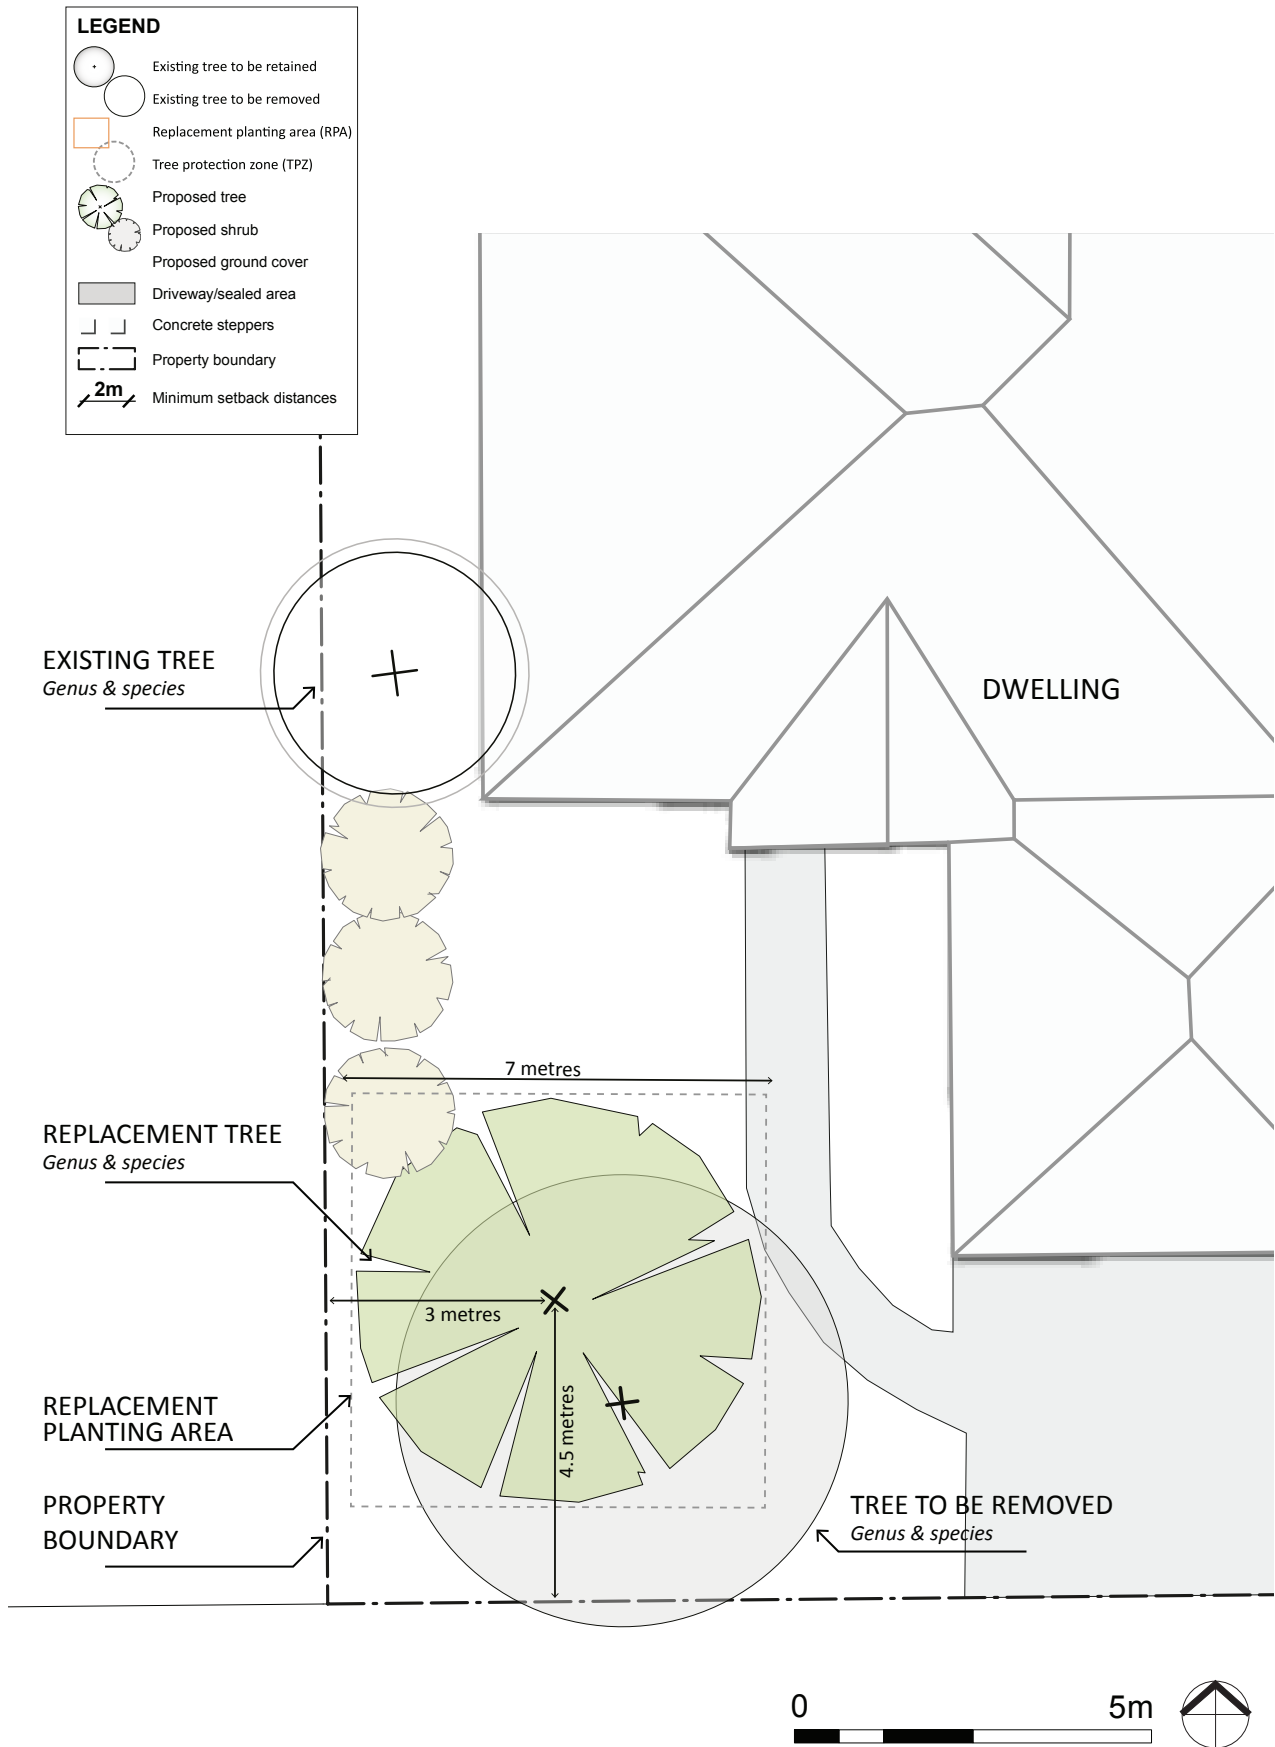 LEGEND
Existing tree to be retained
Existing tree to be removed
Replacement planting area (RPA)
Tree protection zone (TPZ)
Proposed tree
Proposed shrub
Proposed ground cover
Driveway/sealed area
Concrete steppers
Property boundary
2m
Minimum setback distances
EXISTING TREE
Genus & species
DWELLING
7 metres
REPLACEMENT TREE
Genus & species
3 metres
4.5 metres
REPLACEMENT
PLANTING AREA
PROPERTY
BOUNDARY
TREE TO BE REMOVED
Genus & species
0
5m